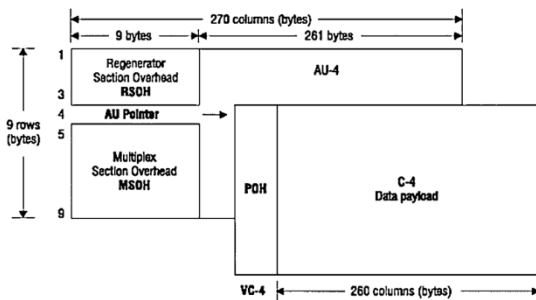 270 columns (bytes)
9 bytes
261 bytes
1
Regenerator
Section Overhead
RSOH
AU-4
3
4
AU Pointer
9 rows
(bytes)
5
Multiplex
Section Overhead
MSOH
POH
C-4
Data payload
9
VC-4
260 columns (bytes)